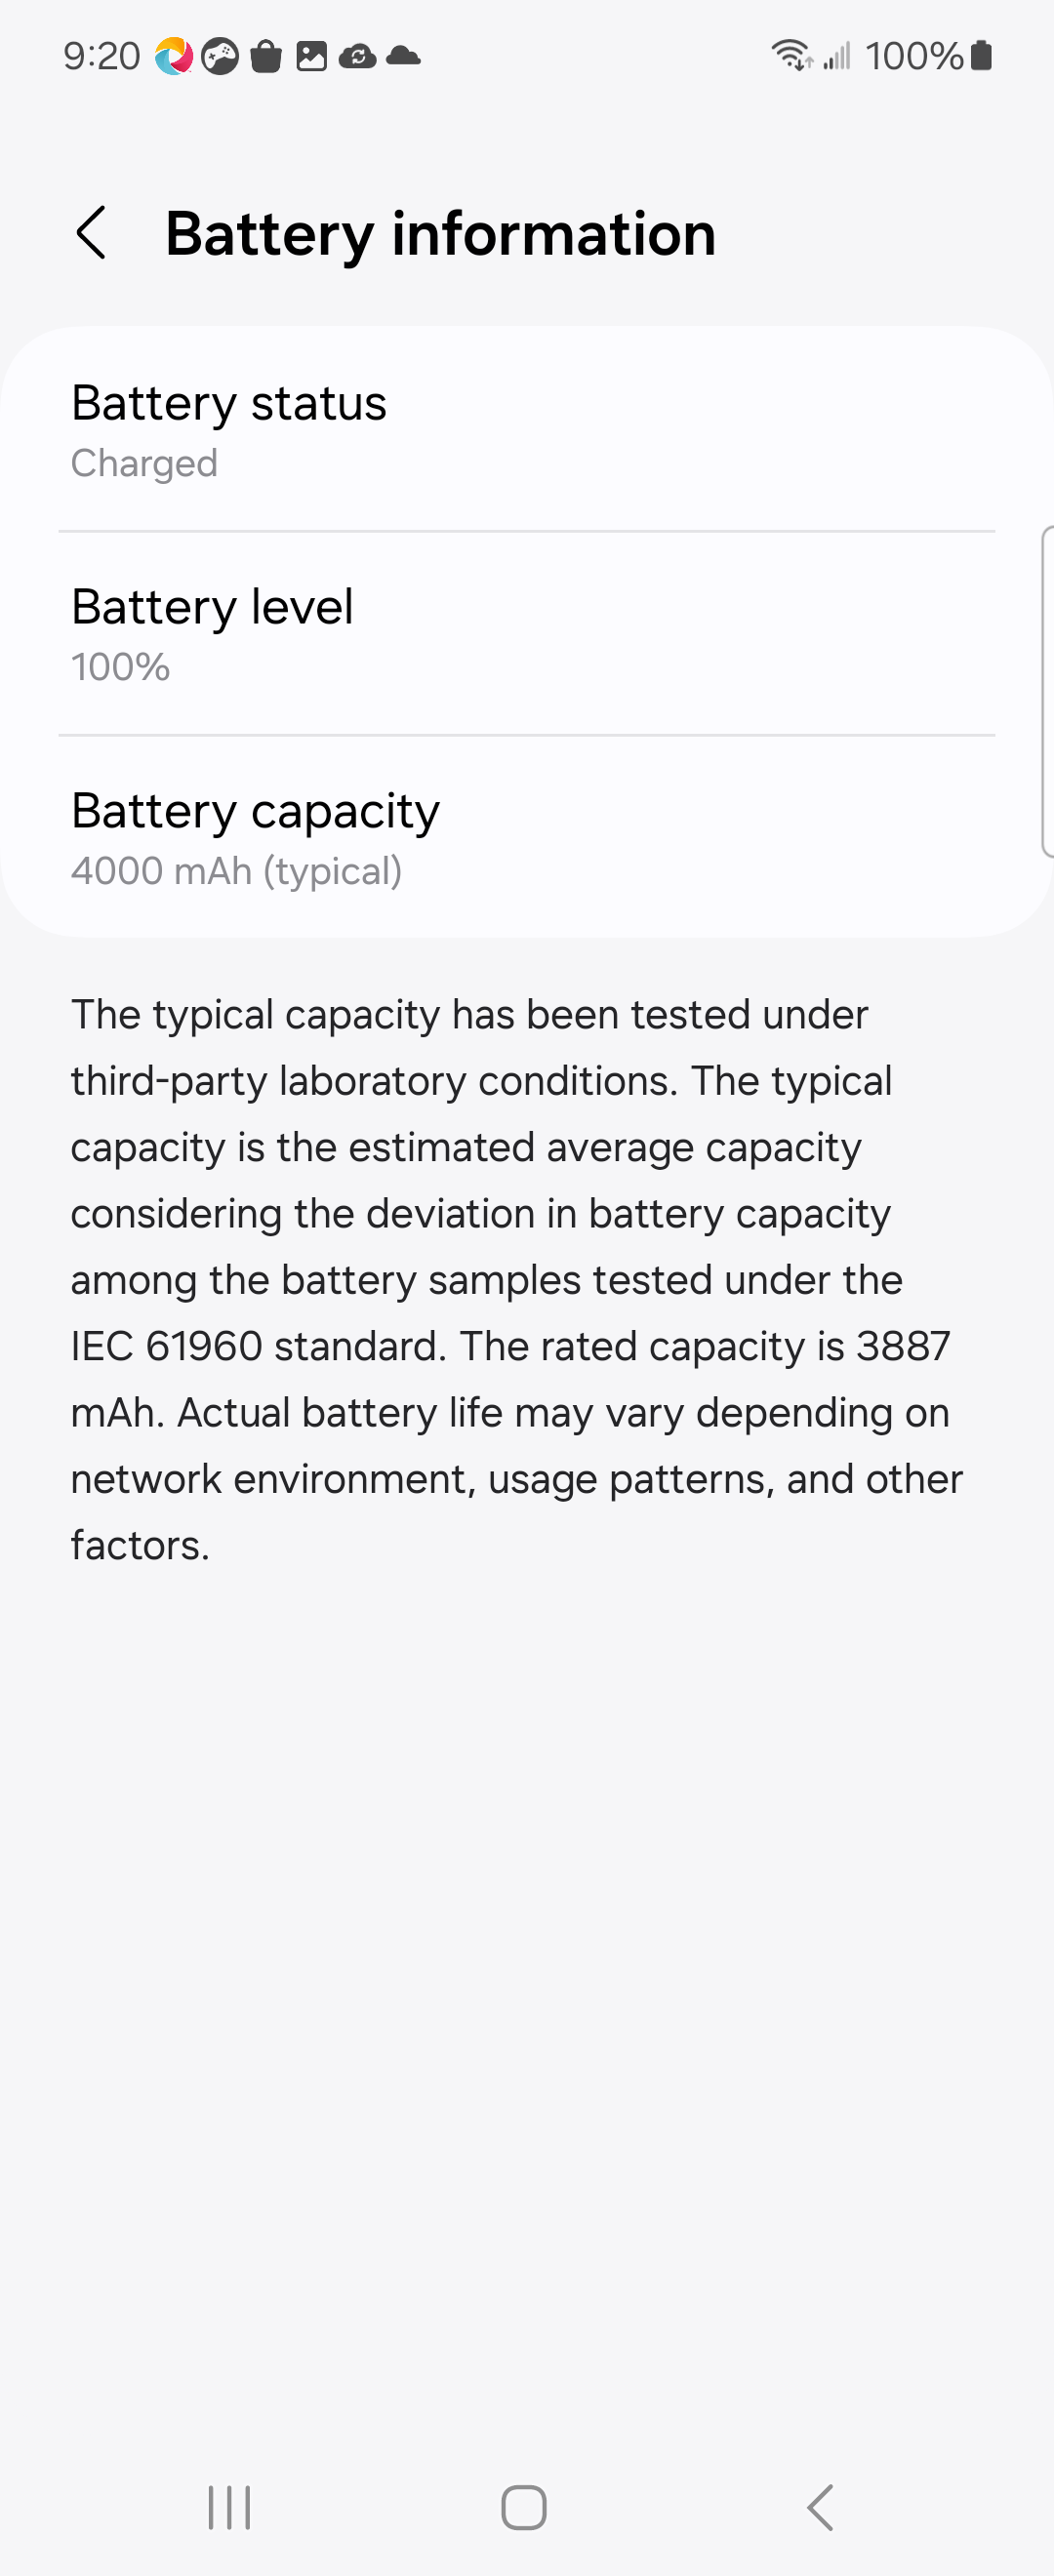 9:20 100%
Battery information
Battery status
Charged
Battery level
100%
Battery capacity
4000 mAh (typical)
The typical capacity has been tested under
third-party laboratory conditions. The typical
capacity is the estimated average capacity
considering the deviation in battery capacity
among the battery samples tested under the
IEC 61960 standard. The rated capacity is 3887
mAh. Actual battery life may vary depending on
network environment, usage patterns, and other
factors.